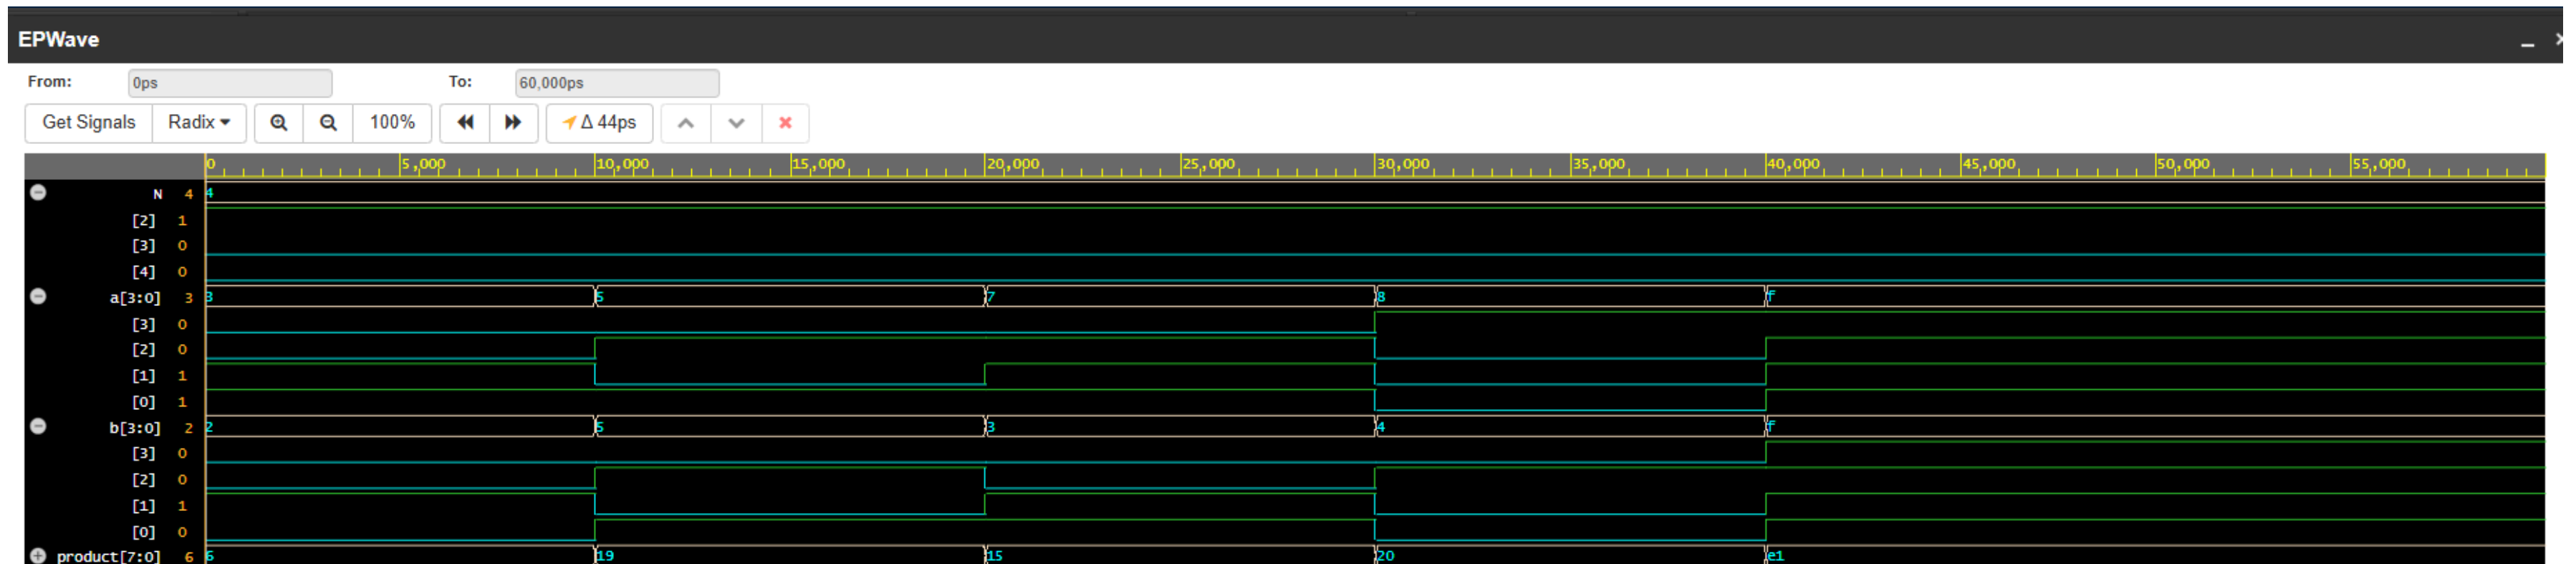 EPWave
From: 0ps To: 60,000ps
Get Signals Radix 100% Δ 44ps
0 5,000 10,000 15,000 20,000 25,000 30,000 35,000 40,000 45,000 50,000 55,000
N 4 4
[2] 1
[3] 0
[4] 0
a[3:0] 3 3 5 7 8 f
[3] 0
[2] 0
[1] 1
[0] 1
b[3:0] 2 2 5 3 4 f
[3] 0
[2] 0
[1] 1
[0] 0
product[7:0] 6 6 19 15 20 e1